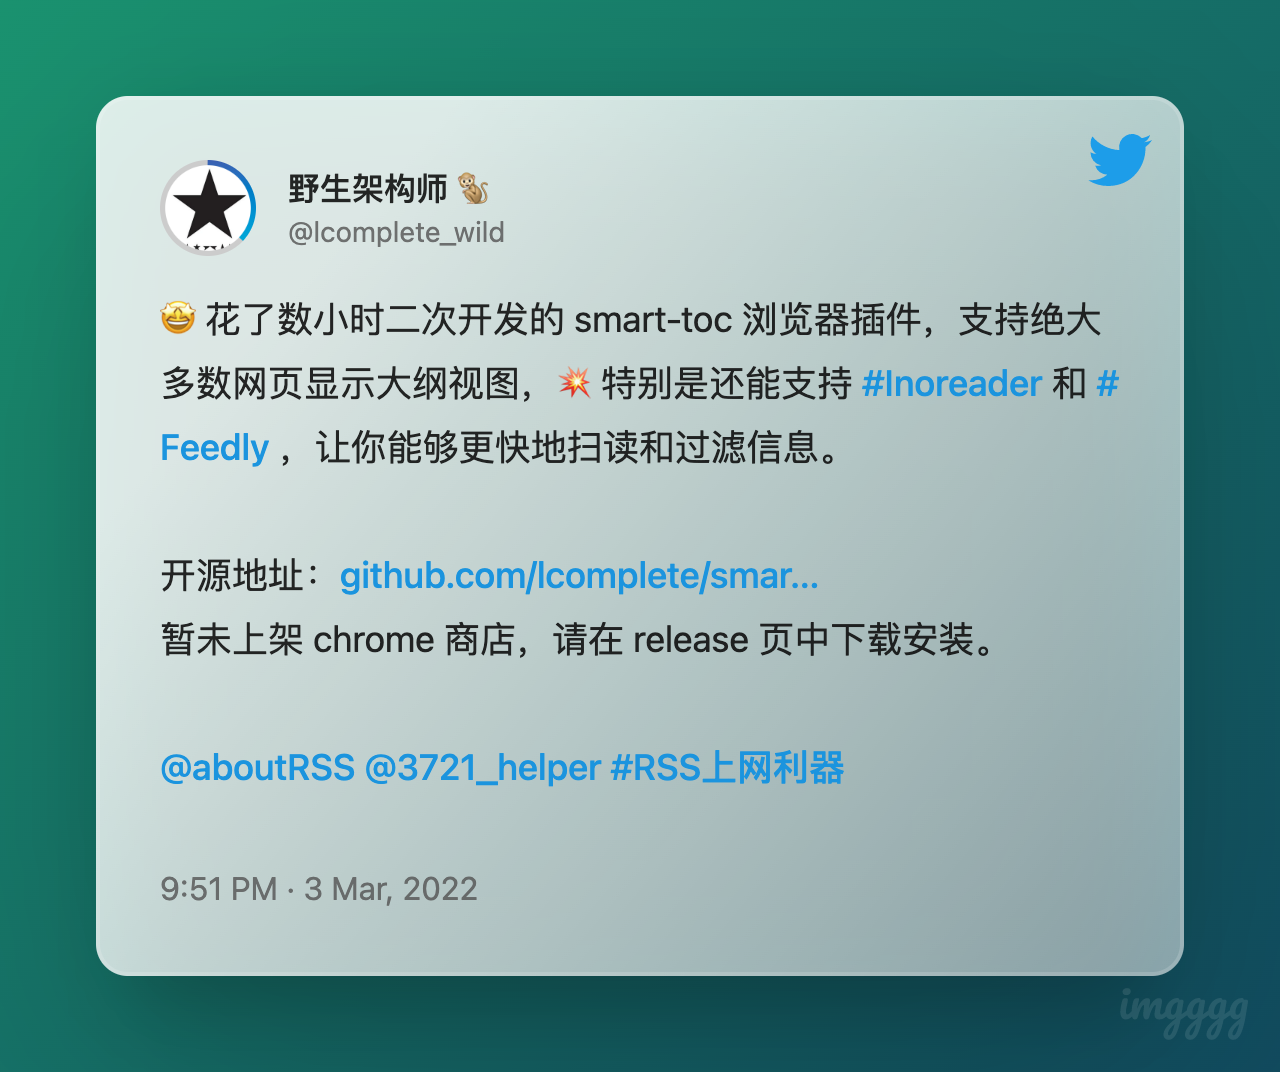 野生架构师 🐒
@lcomplete_wild
🤩 花了数小时二次开发的 smart-toc 浏览器插件，支持绝大
多数网页显示大纲视图，💥 特别是还能支持 #Inoreader 和 #
Feedly ，让你能够更快地扫读和过滤信息。
开源地址：github.com/lcomplete/smar...
暂未上架 chrome 商店，请在 release 页中下载安装。
@aboutRSS @3721_helper #RSS上网利器
9:51 PM · 3 Mar, 2022
imgggg